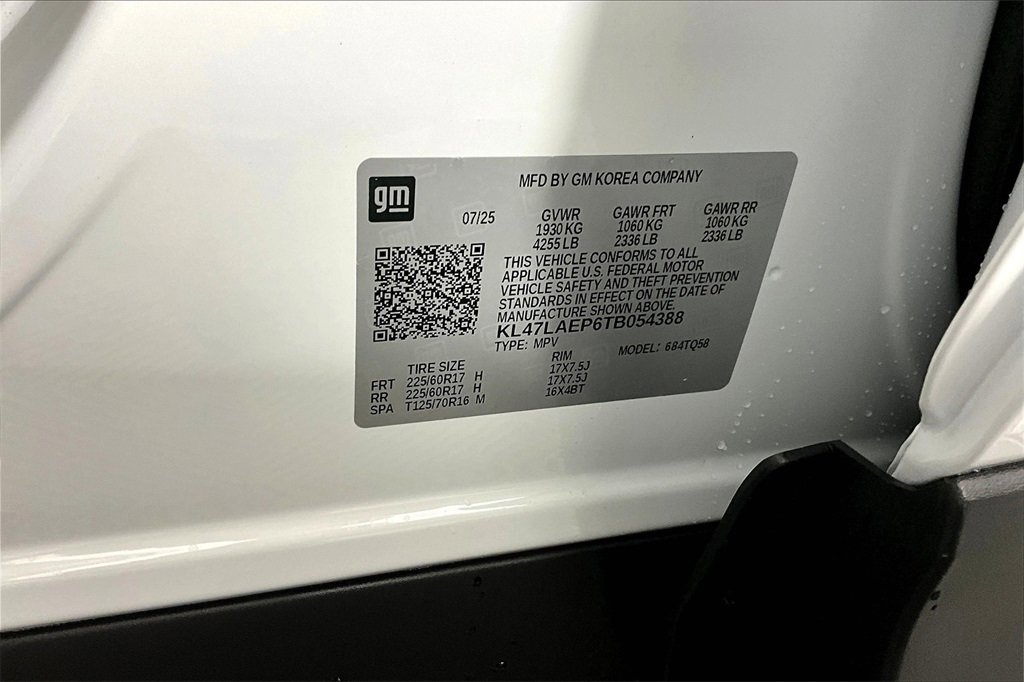 gm
MFD BY GM KOREA COMPANY
07/25 GVWR GAWR FRT GAWR RR
1930 KG 1060 KG 1060 KG
4255 LB 2336 LB 2336 LB
THIS VEHICLE CONFORMS TO ALL
APPLICABLE U.S. FEDERAL MOTOR
VEHICLE SAFETY AND THEFT PREVENTION
STANDARDS IN EFFECT ON THE DATE OF
MANUFACTURE SHOWN ABOVE.
KL47LAEP6TB054388
TYPE: MPV MODEL: 684TQ58
TIRE SIZE RIM
FRT 225/60R17 H 17X7.5J
RR 225/60R17 H 17X7.5J
SPA T125/70R16 M 16X4BT